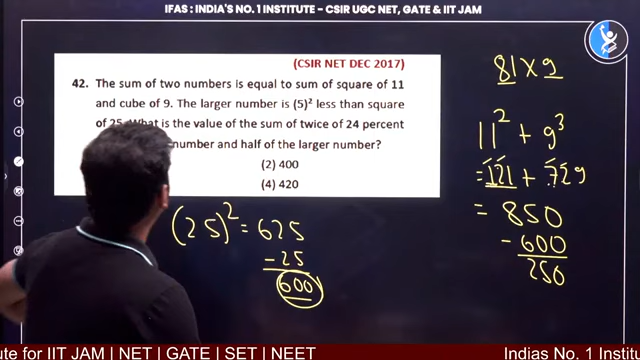 IFAS : INDIA'S NO. 1 INSTITUTE - CSIR UGC NET, GATE & IIT JAM
(CSIR NET DEC 2017)
42. The sum of two numbers is equal to sum of square of 11
and cube of 9. The larger number is (5)² less than square
of 25. What is the value of the sum of twice of 24 percent
number and half of the larger number?
(2) 400
(4) 420
(25)² = 625
- 25
600
81 × 9
11² + 9³
= 121 + 729
= 850
- 600
250
ute for IIT JAM | NET | GATE | SET | NEET
Indias No. 1 Institu